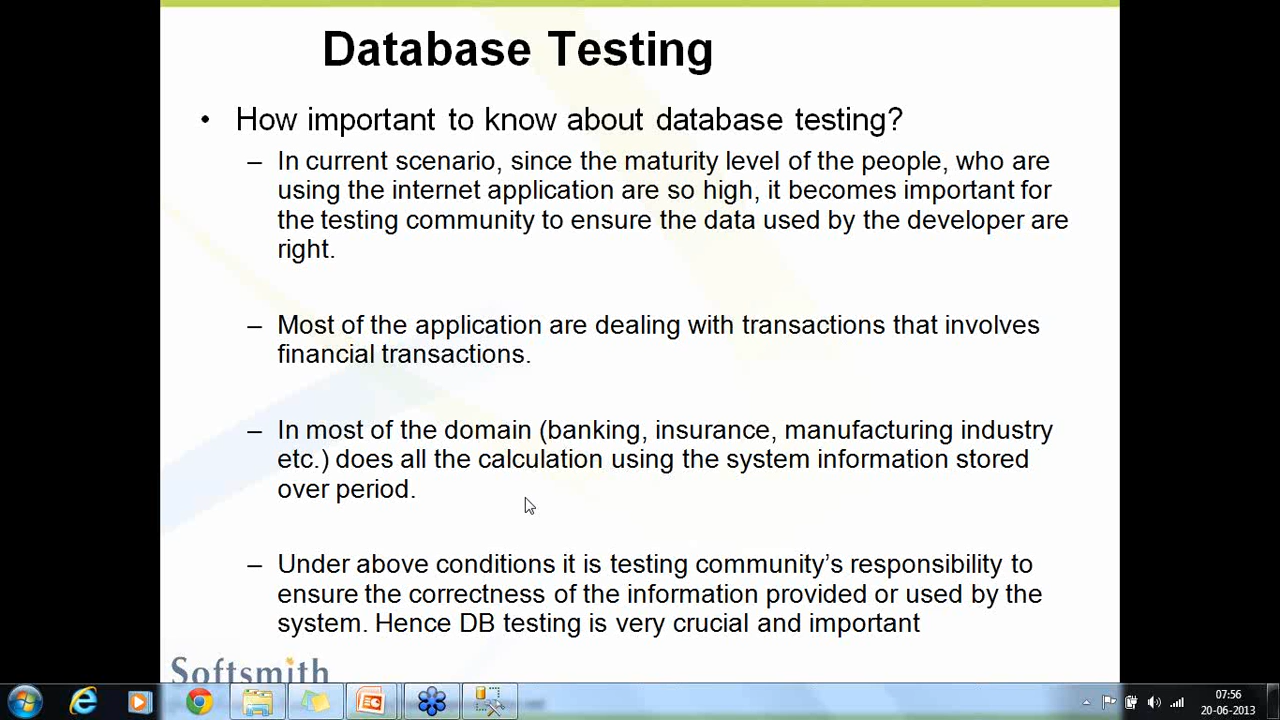 Database Testing
• How important to know about database testing?
– In current scenario, since the maturity level of the people, who are
using the internet application are so high, it becomes important for
the testing community to ensure the data used by the developer are
right.
– Most of the application are dealing with transactions that involves
financial transactions.
– In most of the domain (banking, insurance, manufacturing industry
etc.) does all the calculation using the system information stored
over period.
– Under above conditions it is testing community’s responsibility to
ensure the correctness of the information provided or used by the
system. Hence DB testing is very crucial and important
Softsmith
07:56
20-06-2013